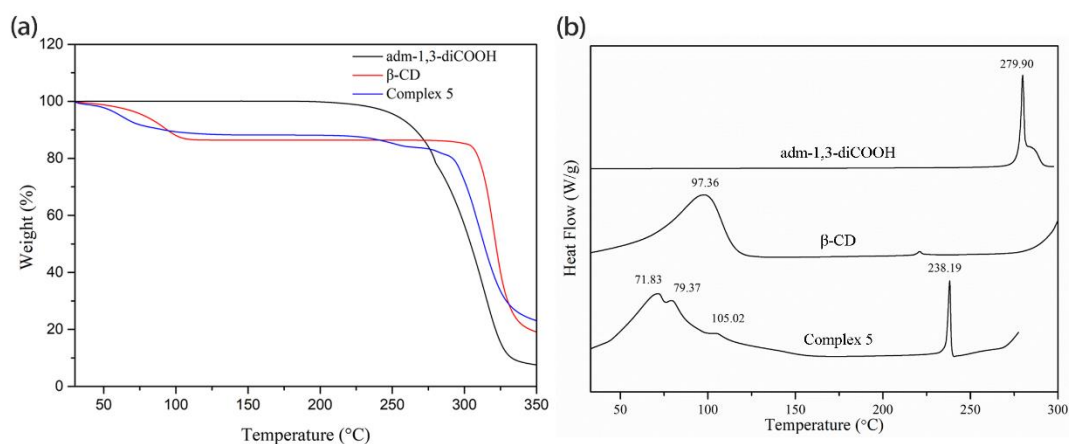 (a)
120
100
80
60
40
20
0
Weight (%)
adm-1,3-diCOOH
β-CD
Complex 5
50 100 150 200 250 300 350
Temperature (°C)
(b)
Heat Flow (W/g)
279.90
adm-1,3-diCOOH
97.36
β-CD
238.19
71.83
79.37
105.02
Complex 5
50 100 150 200 250 300
Temperature (°C)